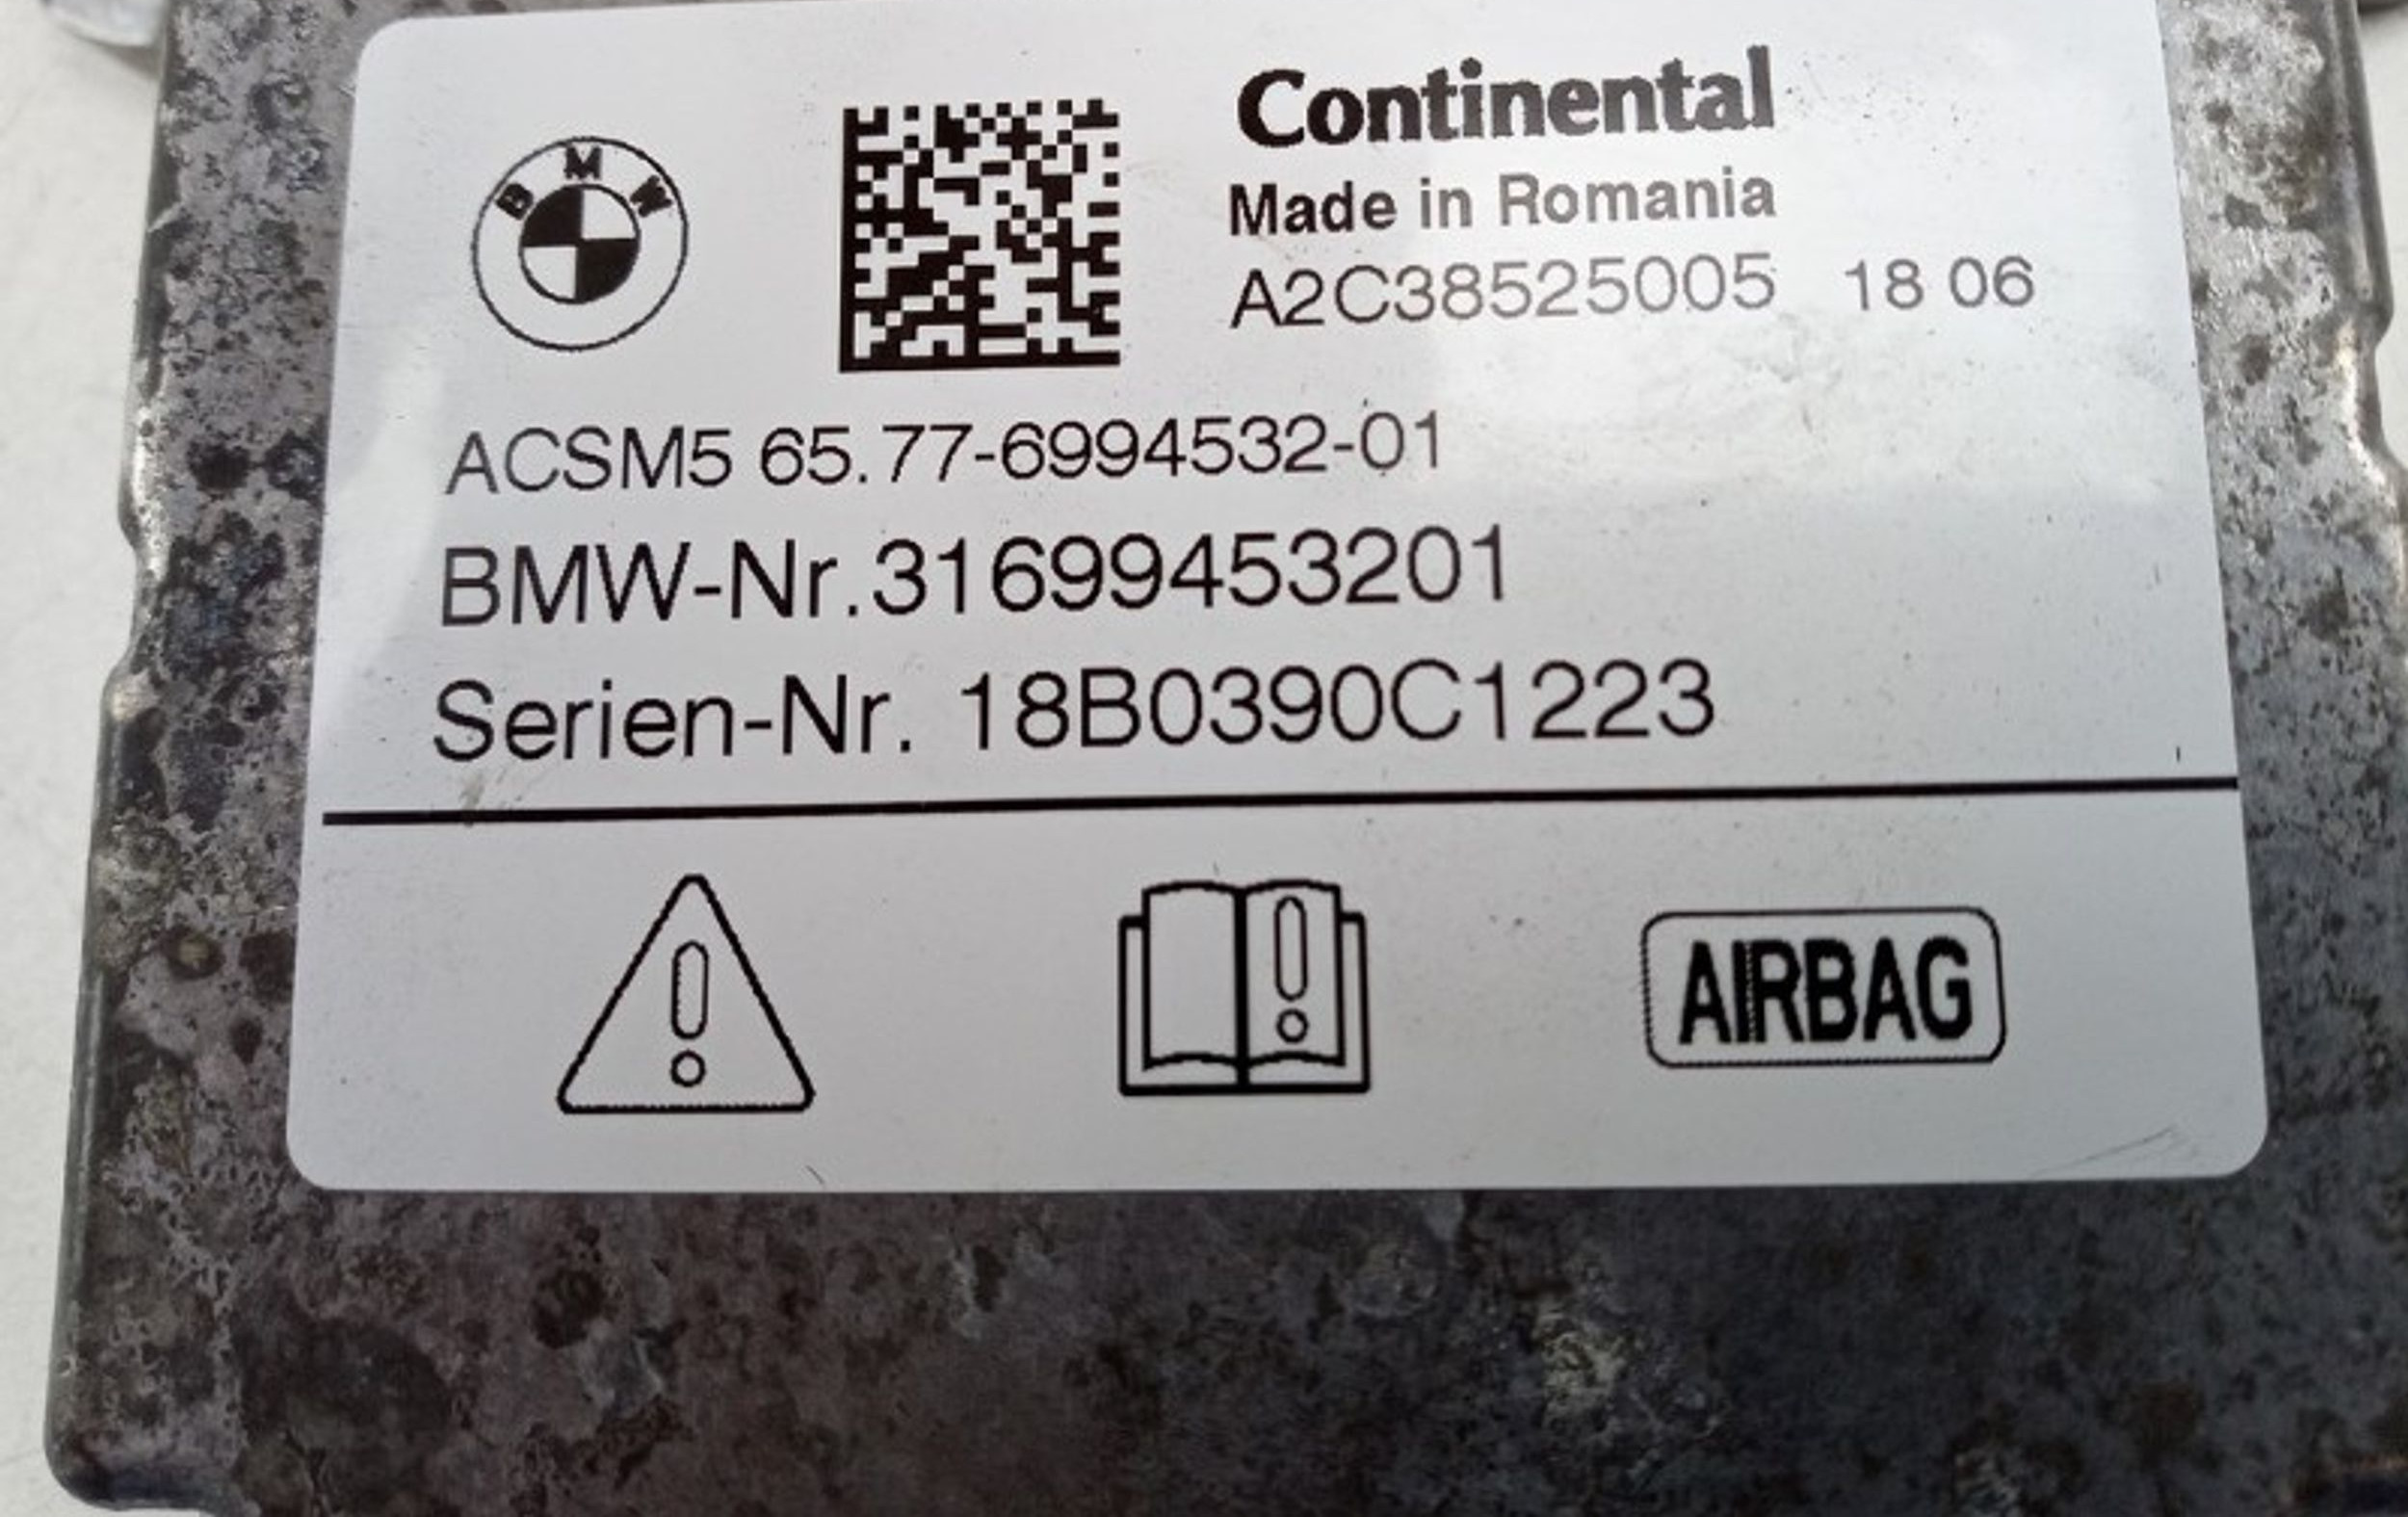 BMW
Continental
Made in Romania
A2C38525005 18 06
ACSM5 65.77-6994532-01
BMW-Nr.31699453201
Serien-Nr. 18B0390C1223
AIRBAG